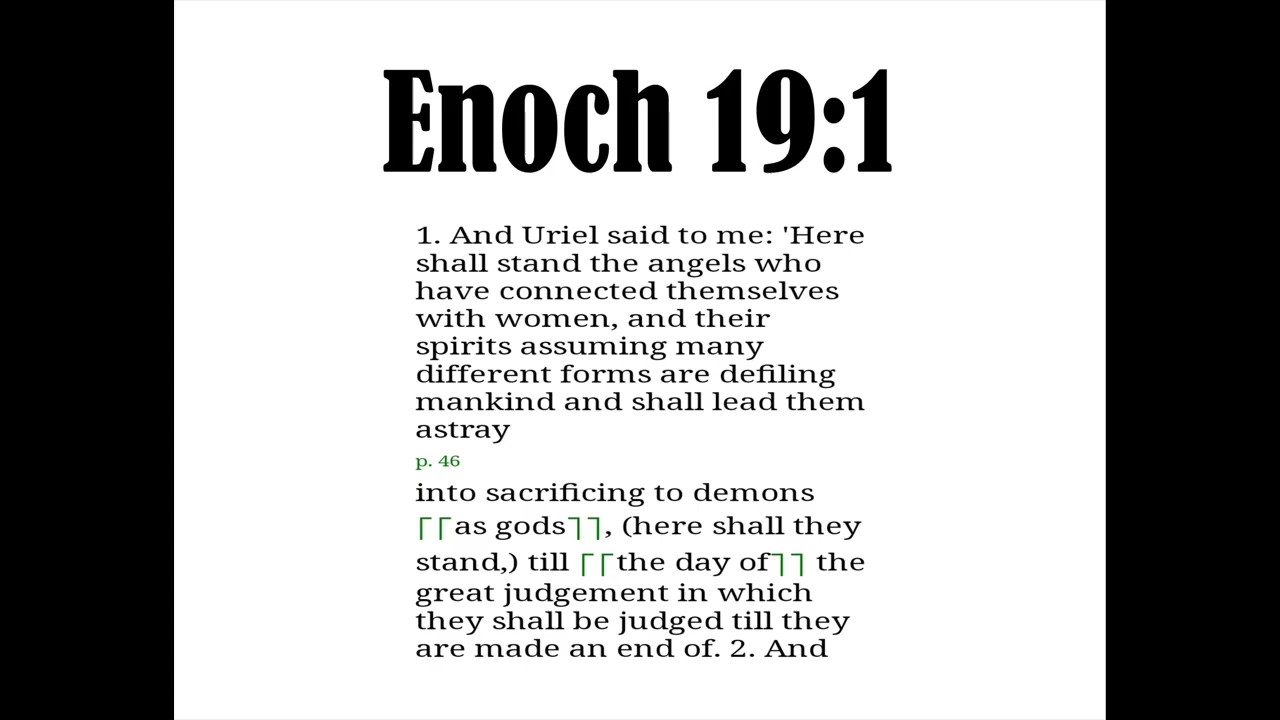 Enoch 19:1
1. And Uriel said to me: 'Here
shall stand the angels who
have connected themselves
with women, and their
spirits assuming many
different forms are defiling
mankind and shall lead them
astray
p. 46
into sacrificing to demons
⌈⌈as gods⌉⌉, (here shall they
stand,) till ⌈⌈the day of⌉⌉ the
great judgement in which
they shall be judged till they
are made an end of. 2. And